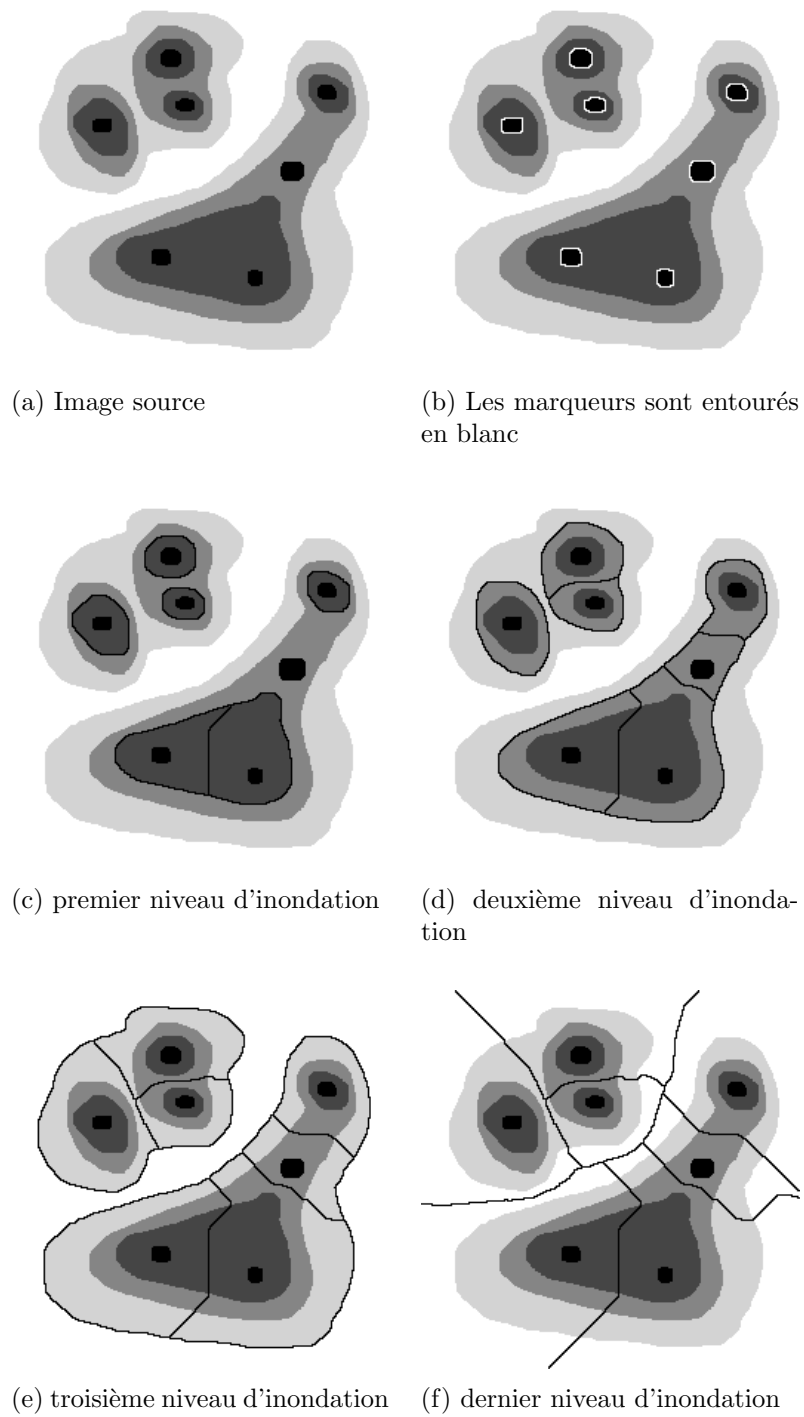 (a) Image source
(b) Les marqueurs sont entourés
en blanc
(c) premier niveau d'inondation
(d) deuxième niveau d'inonda-
tion
(e) troisième niveau d'inondation
(f) dernier niveau d'inondation